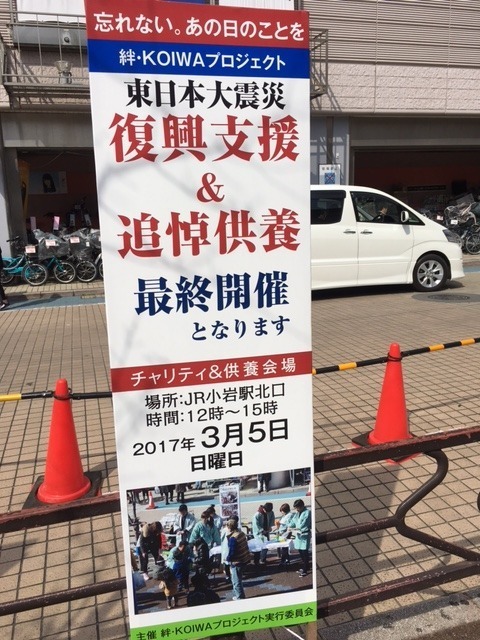 忘れない。あの日のことを
絆・KOIWAプロジェクト
東日本大震災
復興支援
&
追悼供養
最終開催
となります
チャリティ&供養会場
場所:JR小岩駅北口
時間:12時～15時
2017年 3月5日
日曜日
主催 絆・KOIWAプロジェクト実行委員会